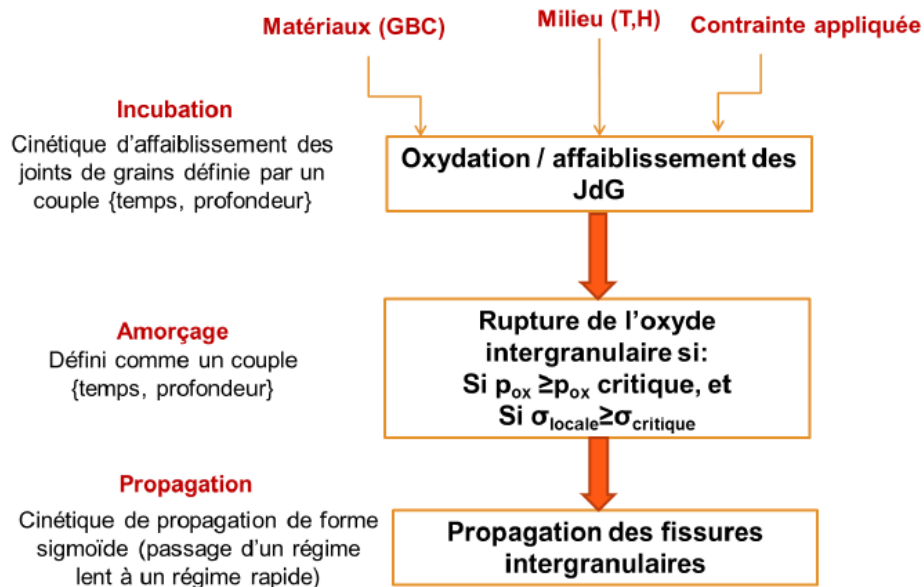 Matériaux (GBC)
Milieu (T,H)
Contrainte appliquée
Incubation
Cinétique d'affaiblissement des
joints de grains définie par un
couple {temps, profondeur}
Oxydation / affaiblissement des
JdG
Amorçage
Défini comme un couple
{temps, profondeur}
Rupture de l'oxyde
intergranulaire si:
Si pox ≥pox critique, et
Si σlocale≥σcritique
Propagation
Cinétique de propagation de forme
sigmoïde (passage d'un régime
lent à un régime rapide)
Propagation des fissures
intergranulaires